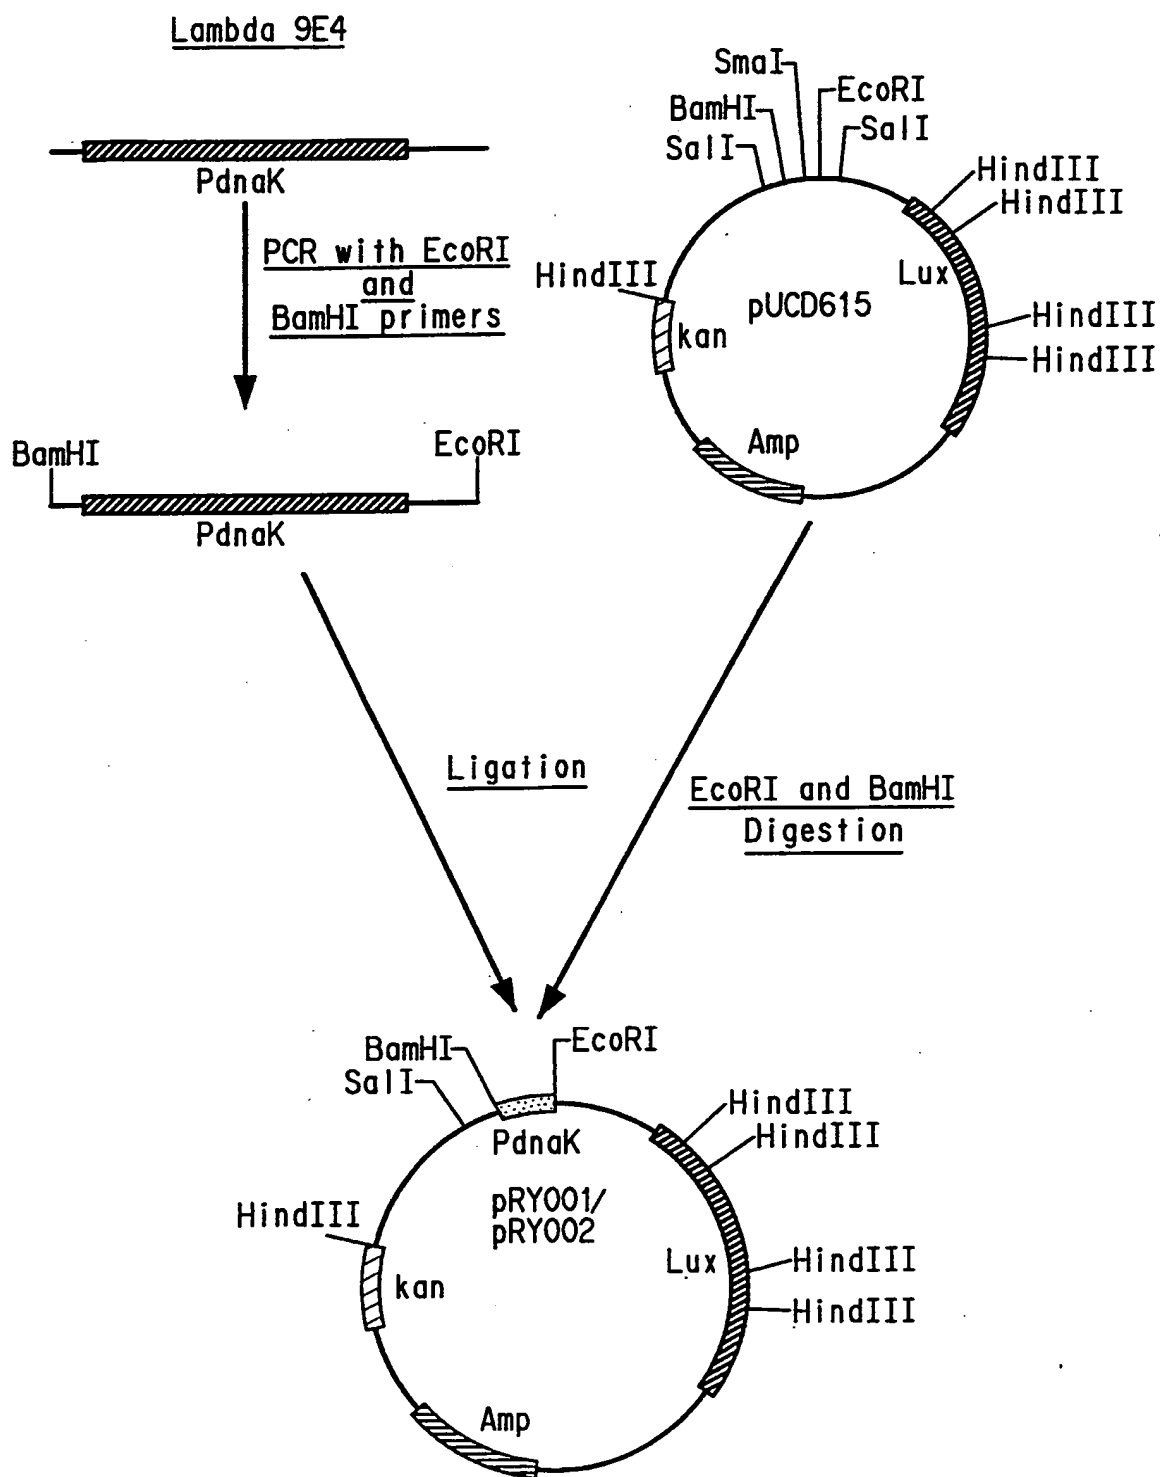 Lambda 9E4
PdnaK
PCR with EcoRI
and
BamHI primers
BamHI
EcoRI
PdnaK
SmaI
EcoRI
BamHI
SalI
SalI
HindIII
HindIII
HindIII
Lux
pUCD615
kan
HindIII
HindIII
Amp
Ligation
EcoRI and BamHI
Digestion
BamHI
EcoRI
SalI
HindIII
HindIII
PdnaK
pRY001/
pRY002
HindIII
Lux
HindIII
kan
HindIII
Amp